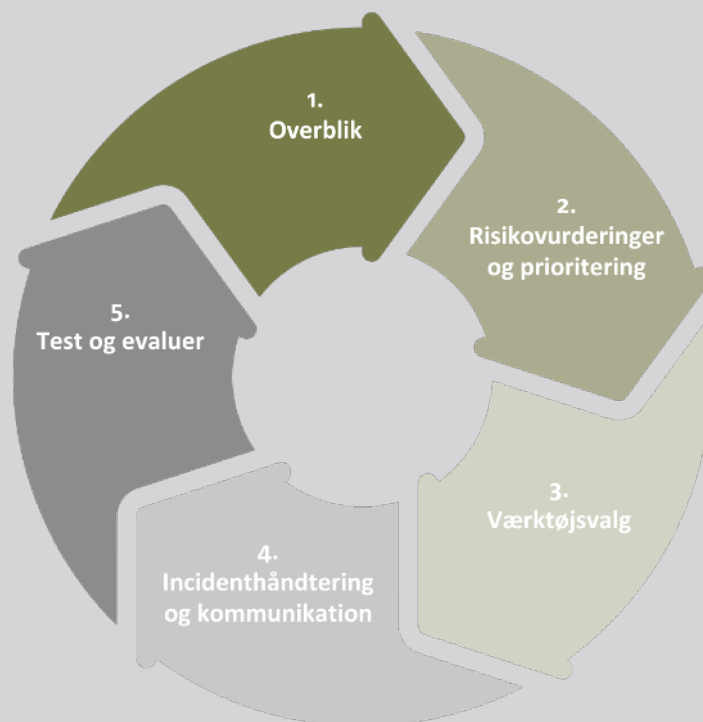 1.
Overblik
2.
Risikovurderinger
og prioritering
3.
Værktøjsvalg
4.
Incidenthåndtering
og kommunikation
5.
Test og evaluer